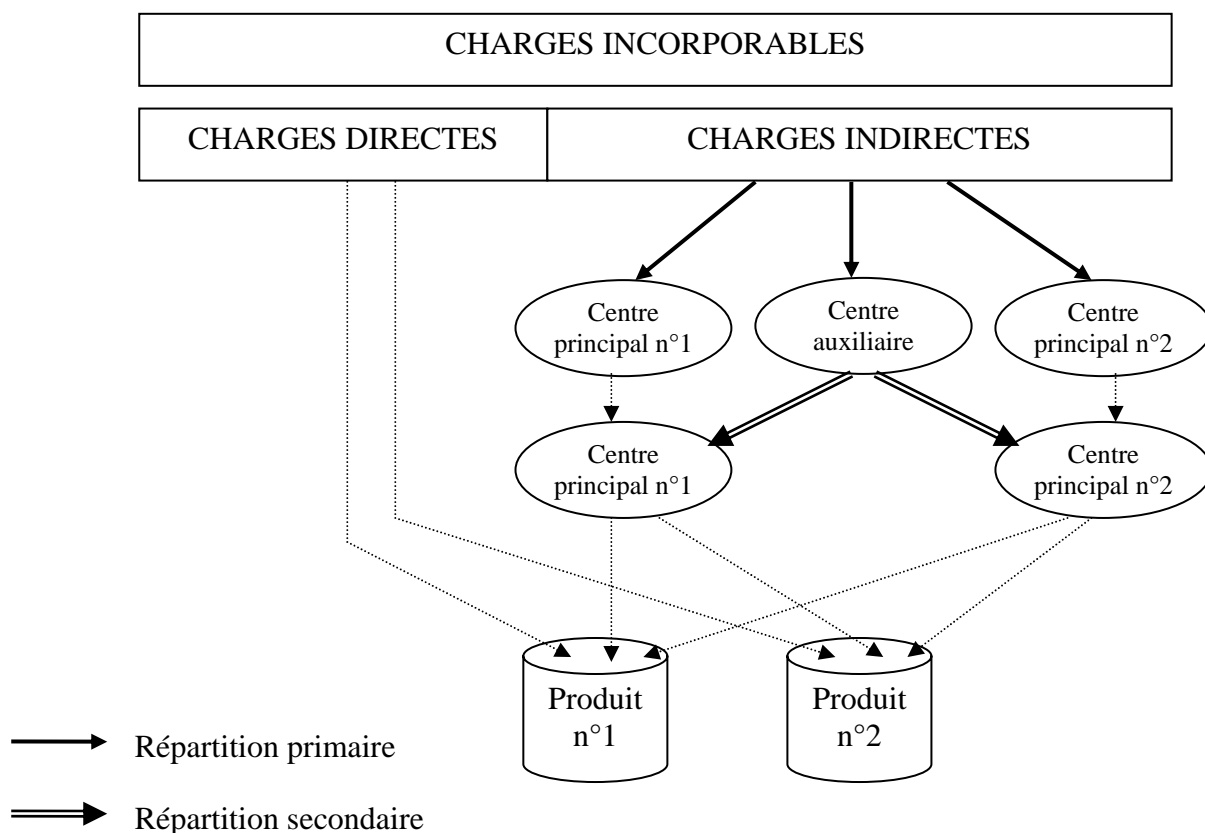 CHARGES INCORPORABLES
CHARGES DIRECTES
CHARGES INDIRECTES
Centre
principal n°1
Centre
auxiliaire
Centre
principal n°2
Centre
principal n°1
Centre
principal n°2
Produit
n°1
Produit
n°2
Répartition primaire
Répartition secondaire